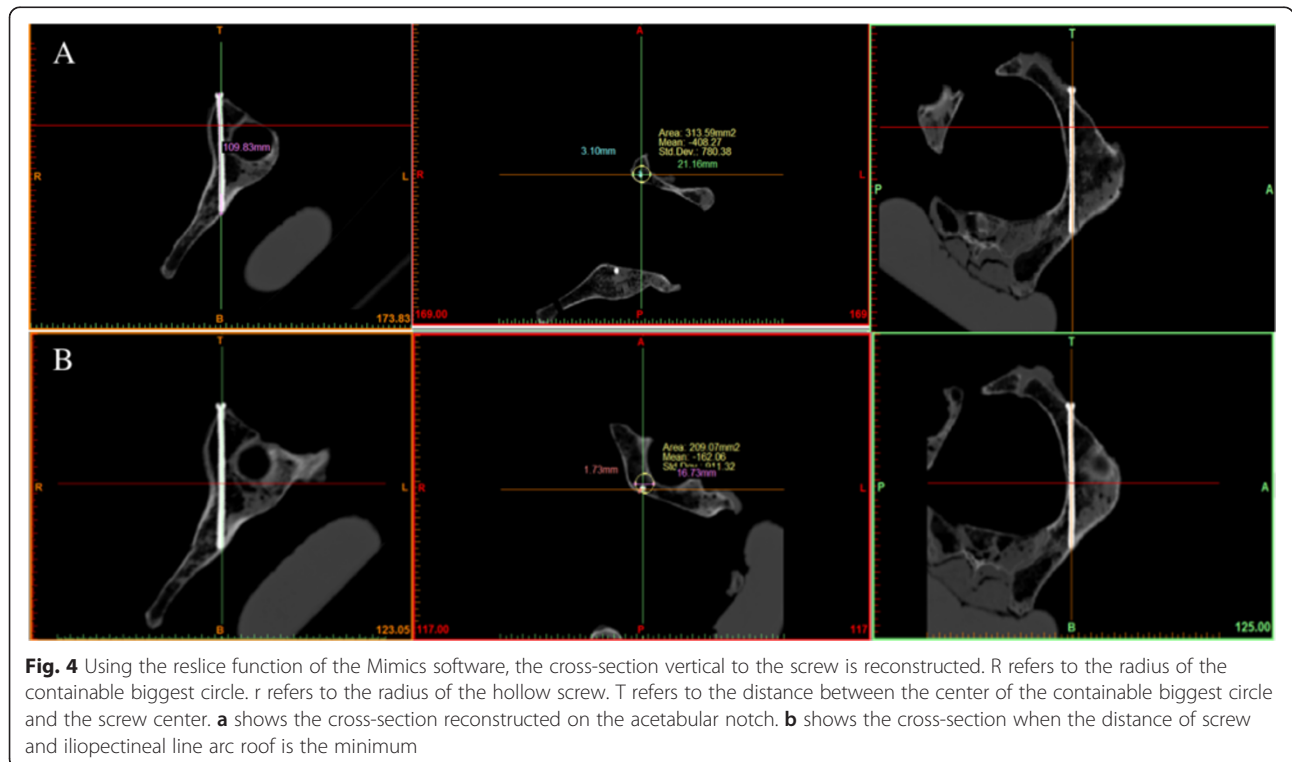 A
T
R
L
B
109.83mm
173.83
A
R
L
P
3.10mm
Area: 313.59mm2
Mean: -408.27
Std.Dev.: 780.38
21.16mm
169.00
169
T
P
A
B
T
R
L
B
123.05
A
R
L
P
1.73mm
Area: 209.07mm2
Mean: -162.06
Std.Dev.: 911.32
16.73mm
117.00
117
T
P
A
B
125.00
Fig. 4 Using the reslice function of the Mimics software, the cross-section vertical to the screw is reconstructed. R refers to the radius of the
containable biggest circle. r refers to the radius of the hollow screw. T refers to the distance between the center of the containable biggest circle
and the screw center. a shows the cross-section reconstructed on the acetabular notch. b shows the cross-section when the distance of screw
and iliopectineal line arc roof is the minimum